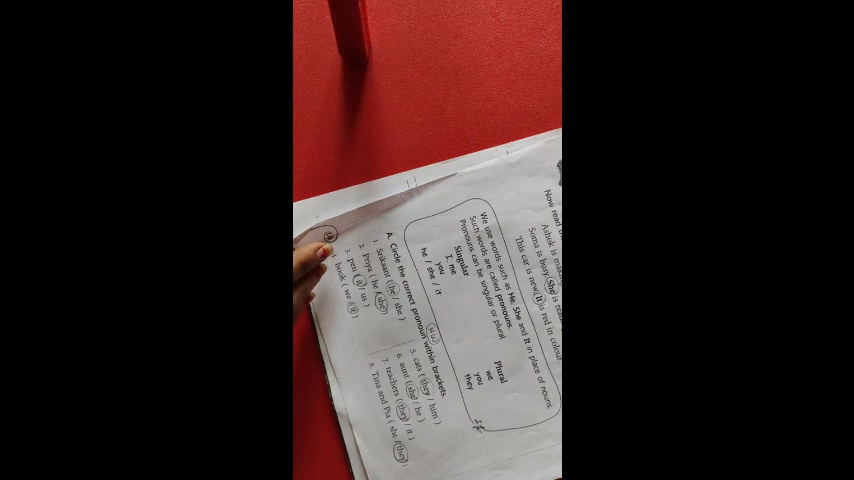 Now read
Ashok is making
Soma is busy. She is reading
This car is new. It is red in colour
We use words such as He, She and It in place of nouns.
Such words are called pronouns.
Pronouns can be singular or plural
Singular Plural
I me we
you you
he / she / it they
A. Circle the correct pronoun within brackets.
1. Srikaant ( he / she )
2. Priya ( he / she )
3. pen ( it / us )
4. book ( we / it )
5. cats ( they / him )
6. aunt ( she / he )
7. teachers ( they / it )
8. Tina and Pia ( she / they )